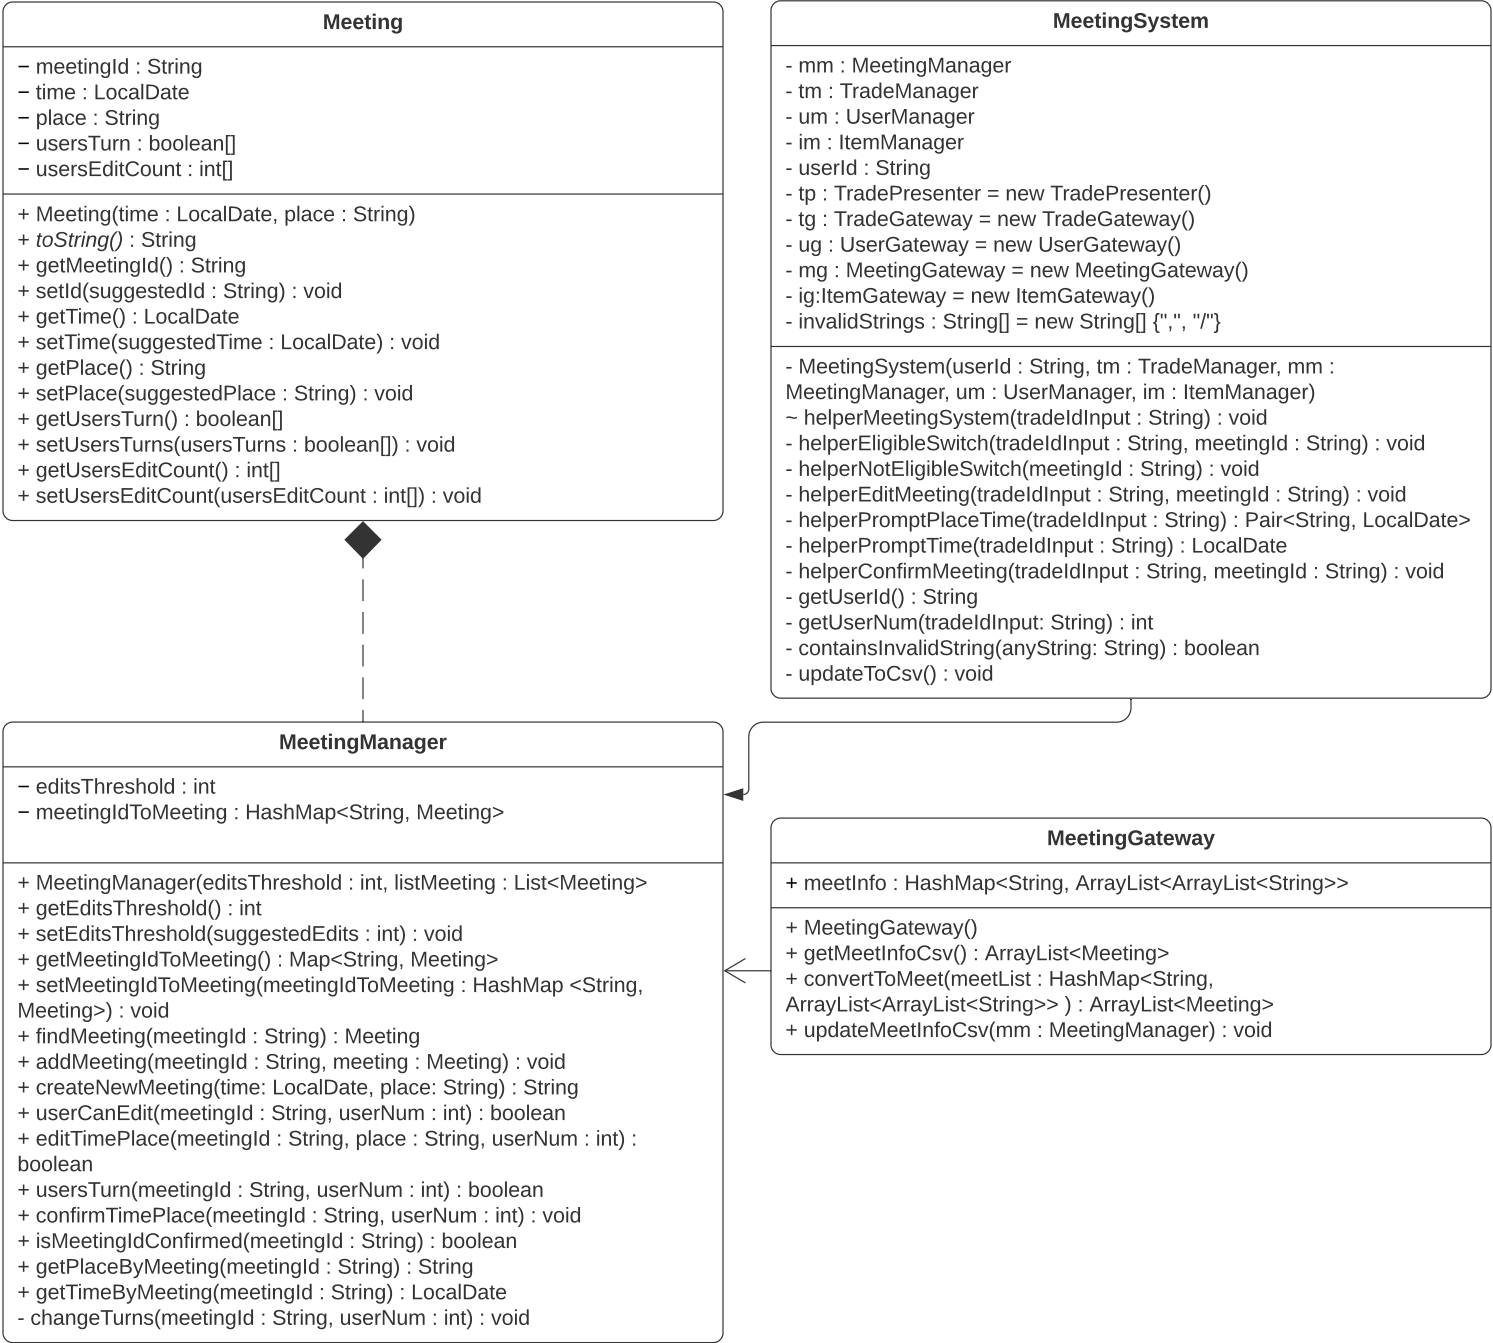 Meeting
– meetingId : String
– time : LocalDate
– place : String
– usersTurn : boolean[]
– usersEditCount : int[]
+ Meeting(time : LocalDate, place : String)
+ toString() : String
+ getMeetingId() : String
+ setId(suggestedId : String) : void
+ getTime() : LocalDate
+ setTime(suggestedTime : LocalDate) : void
+ getPlace() : String
+ setPlace(suggestedPlace : String) : void
+ getUsersTurn() : boolean[]
+ setUsersTurns(usersTurns : boolean[]) : void
+ getUsersEditCount() : int[]
+ setUsersEditCount(usersEditCount : int[]) : void
MeetingSystem
- mm : MeetingManager
- tm : TradeManager
- um : UserManager
- im : ItemManager
- userId : String
- tp : TradePresenter = new TradePresenter()
- tg : TradeGateway = new TradeGateway()
- ug : UserGateway = new UserGateway()
- mg : MeetingGateway = new MeetingGateway()
- ig:ItemGateway = new ItemGateway()
- invalidStrings : String[] = new String[] {",", "/"}
- MeetingSystem(userId : String, tm : TradeManager, mm :
MeetingManager, um : UserManager, im : ItemManager)
~ helperMeetingSystem(tradeIdInput : String) : void
- helperEligibleSwitch(tradeIdInput : String, meetingId : String) : void
- helperNotEligibleSwitch(meetingId : String) : void
- helperEditMeeting(tradeIdInput : String, meetingId : String) : void
- helperPromptPlaceTime(tradeIdInput : String) : Pair<String, LocalDate>
- helperPromptTime(tradeIdInput : String) : LocalDate
- helperConfirmMeeting(tradeIdInput : String, meetingId : String) : void
- getUserId() : String
- getUserNum(tradeIdInput: String) : int
- containsInvalidString(anyString: String) : boolean
- updateToCsv() : void
MeetingManager
– editsThreshold : int
– meetingIdToMeeting : HashMap<String, Meeting>
+ MeetingManager(editsThreshold : int, listMeeting : List<Meeting>
+ getEditsThreshold() : int
+ setEditsThreshold(suggestedEdits : int) : void
+ getMeetingIdToMeeting() : Map<String, Meeting>
+ setMeetingIdToMeeting(meetingIdToMeeting : HashMap <String,
Meeting>) : void
+ findMeeting(meetingId : String) : Meeting
+ addMeeting(meetingId : String, meeting : Meeting) : void
+ createNewMeeting(time: LocalDate, place: String) : String
+ userCanEdit(meetingId : String, userNum : int) : boolean
+ editTimePlace(meetingId : String, place : String, userNum : int) :
boolean
+ usersTurn(meetingId : String, userNum : int) : boolean
+ confirmTimePlace(meetingId : String, userNum : int) : void
+ isMeetingIdConfirmed(meetingId : String) : boolean
+ getPlaceByMeeting(meetingId : String) : String
+ getTimeByMeeting(meetingId : String) : LocalDate
- changeTurns(meetingId : String, userNum : int) : void
MeetingGateway
+ meetInfo : HashMap<String, ArrayList<ArrayList<String>>
+ MeetingGateway()
+ getMeetInfoCsv() : ArrayList<Meeting>
+ convertToMeet(meetList : HashMap<String,
ArrayList<ArrayList<String>> ) : ArrayList<Meeting>
+ updateMeetInfoCsv(mm : MeetingManager) : void